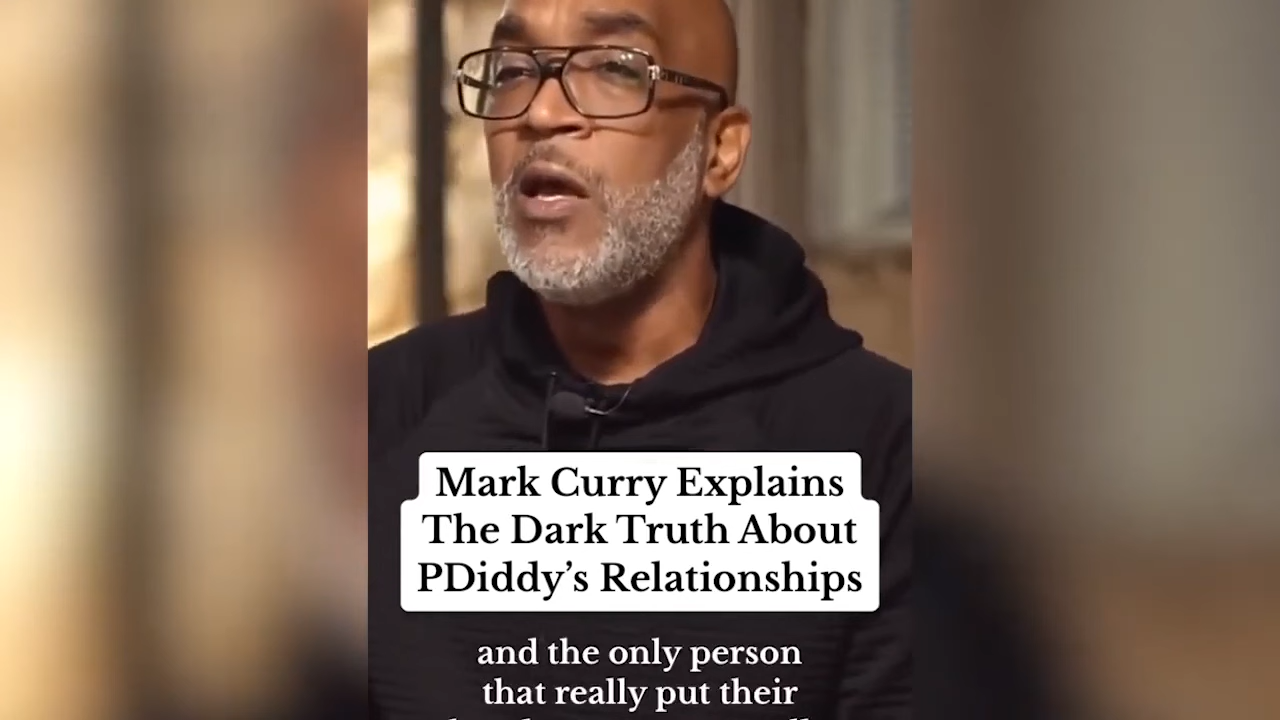 Mark Curry Explains
The Dark Truth About
PDiddy’s Relationships
and the only person
that really put their